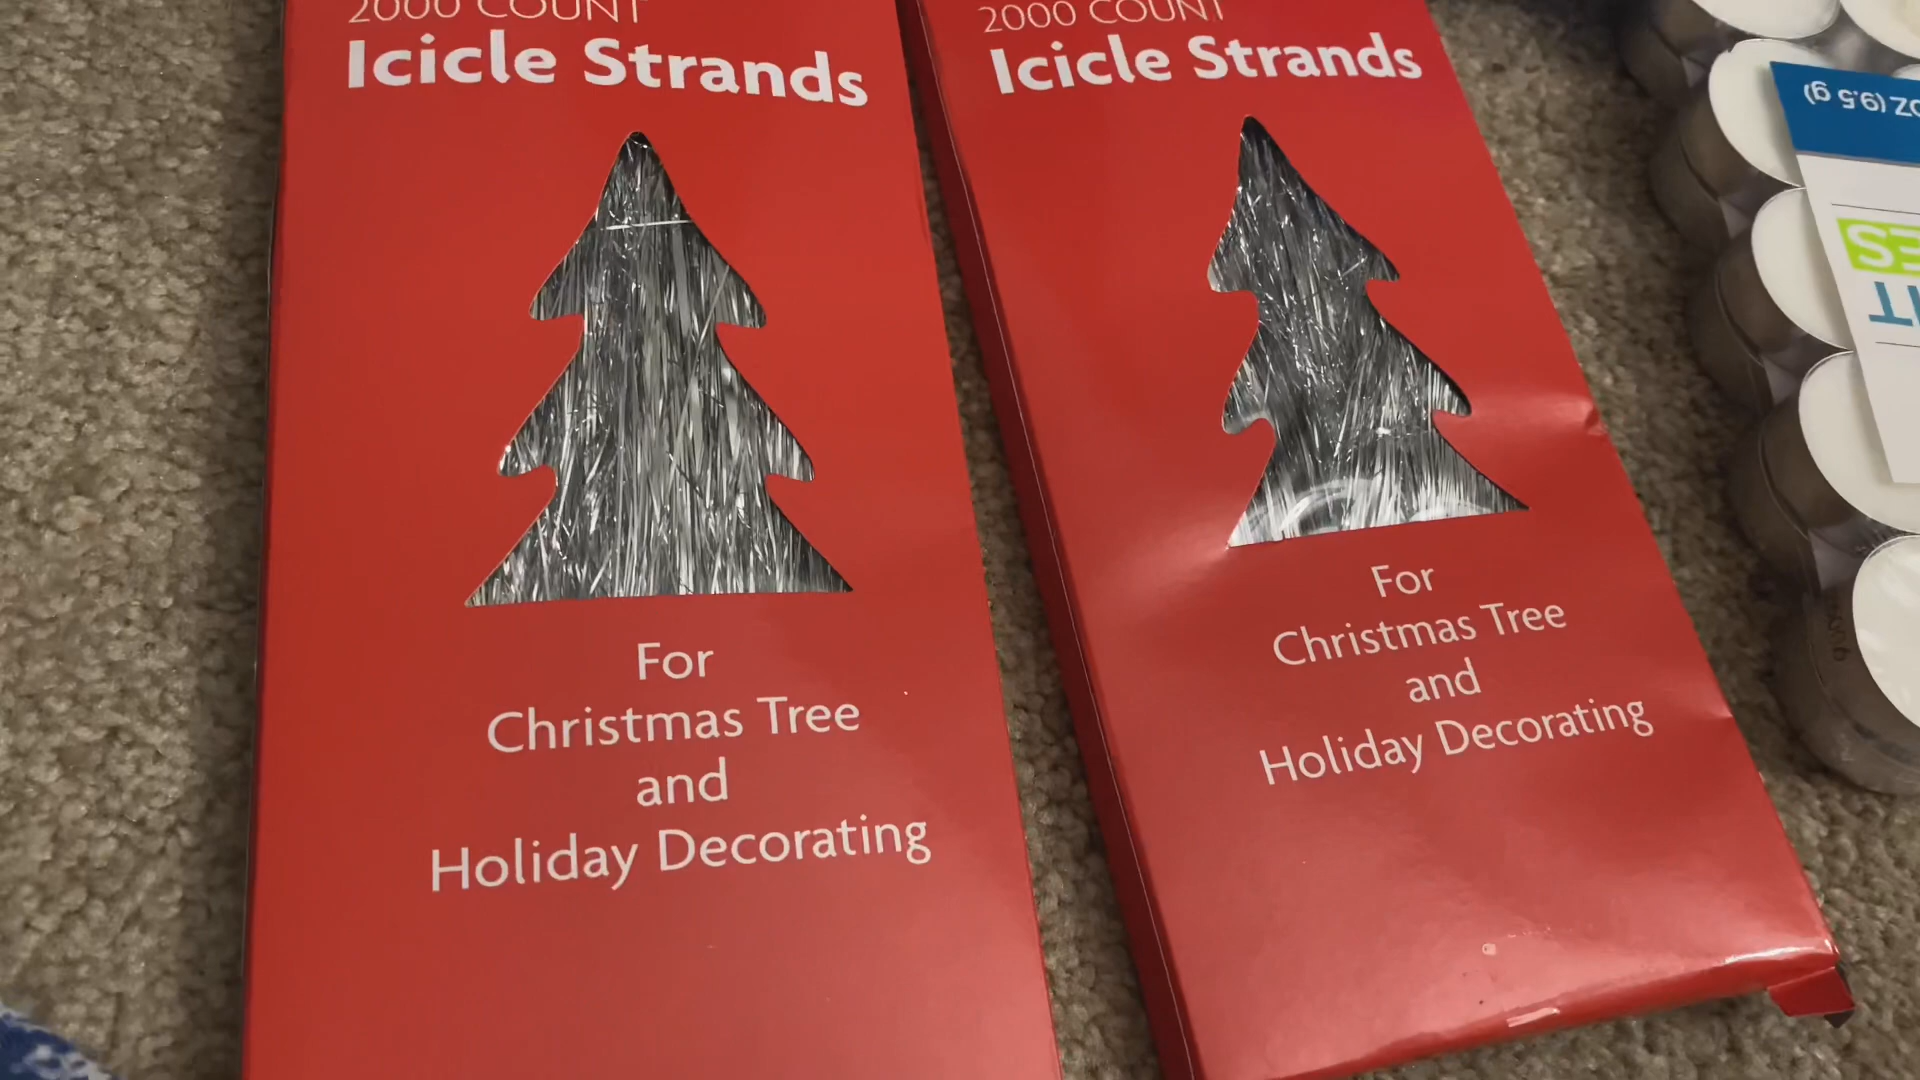 2000 COUNT
Icicle Strands
For
Christmas Tree
and
Holiday Decorating
2000 COUNT
Icicle Strands
For
Christmas Tree
and
Holiday Decorating
OZ (9.5 g)